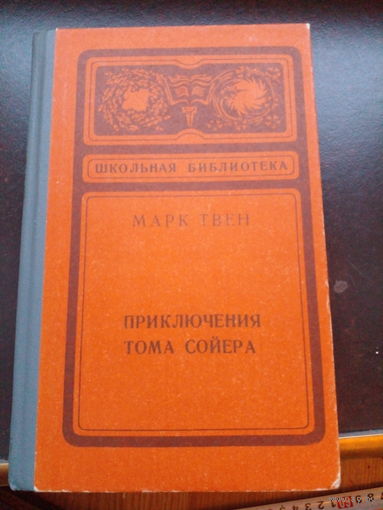 ШКОЛЬНАЯ БИБЛИОТЕКА
МАРК ТВЕН
ПРИКЛЮЧЕНИЯ
ТОМА СОЙЕРА